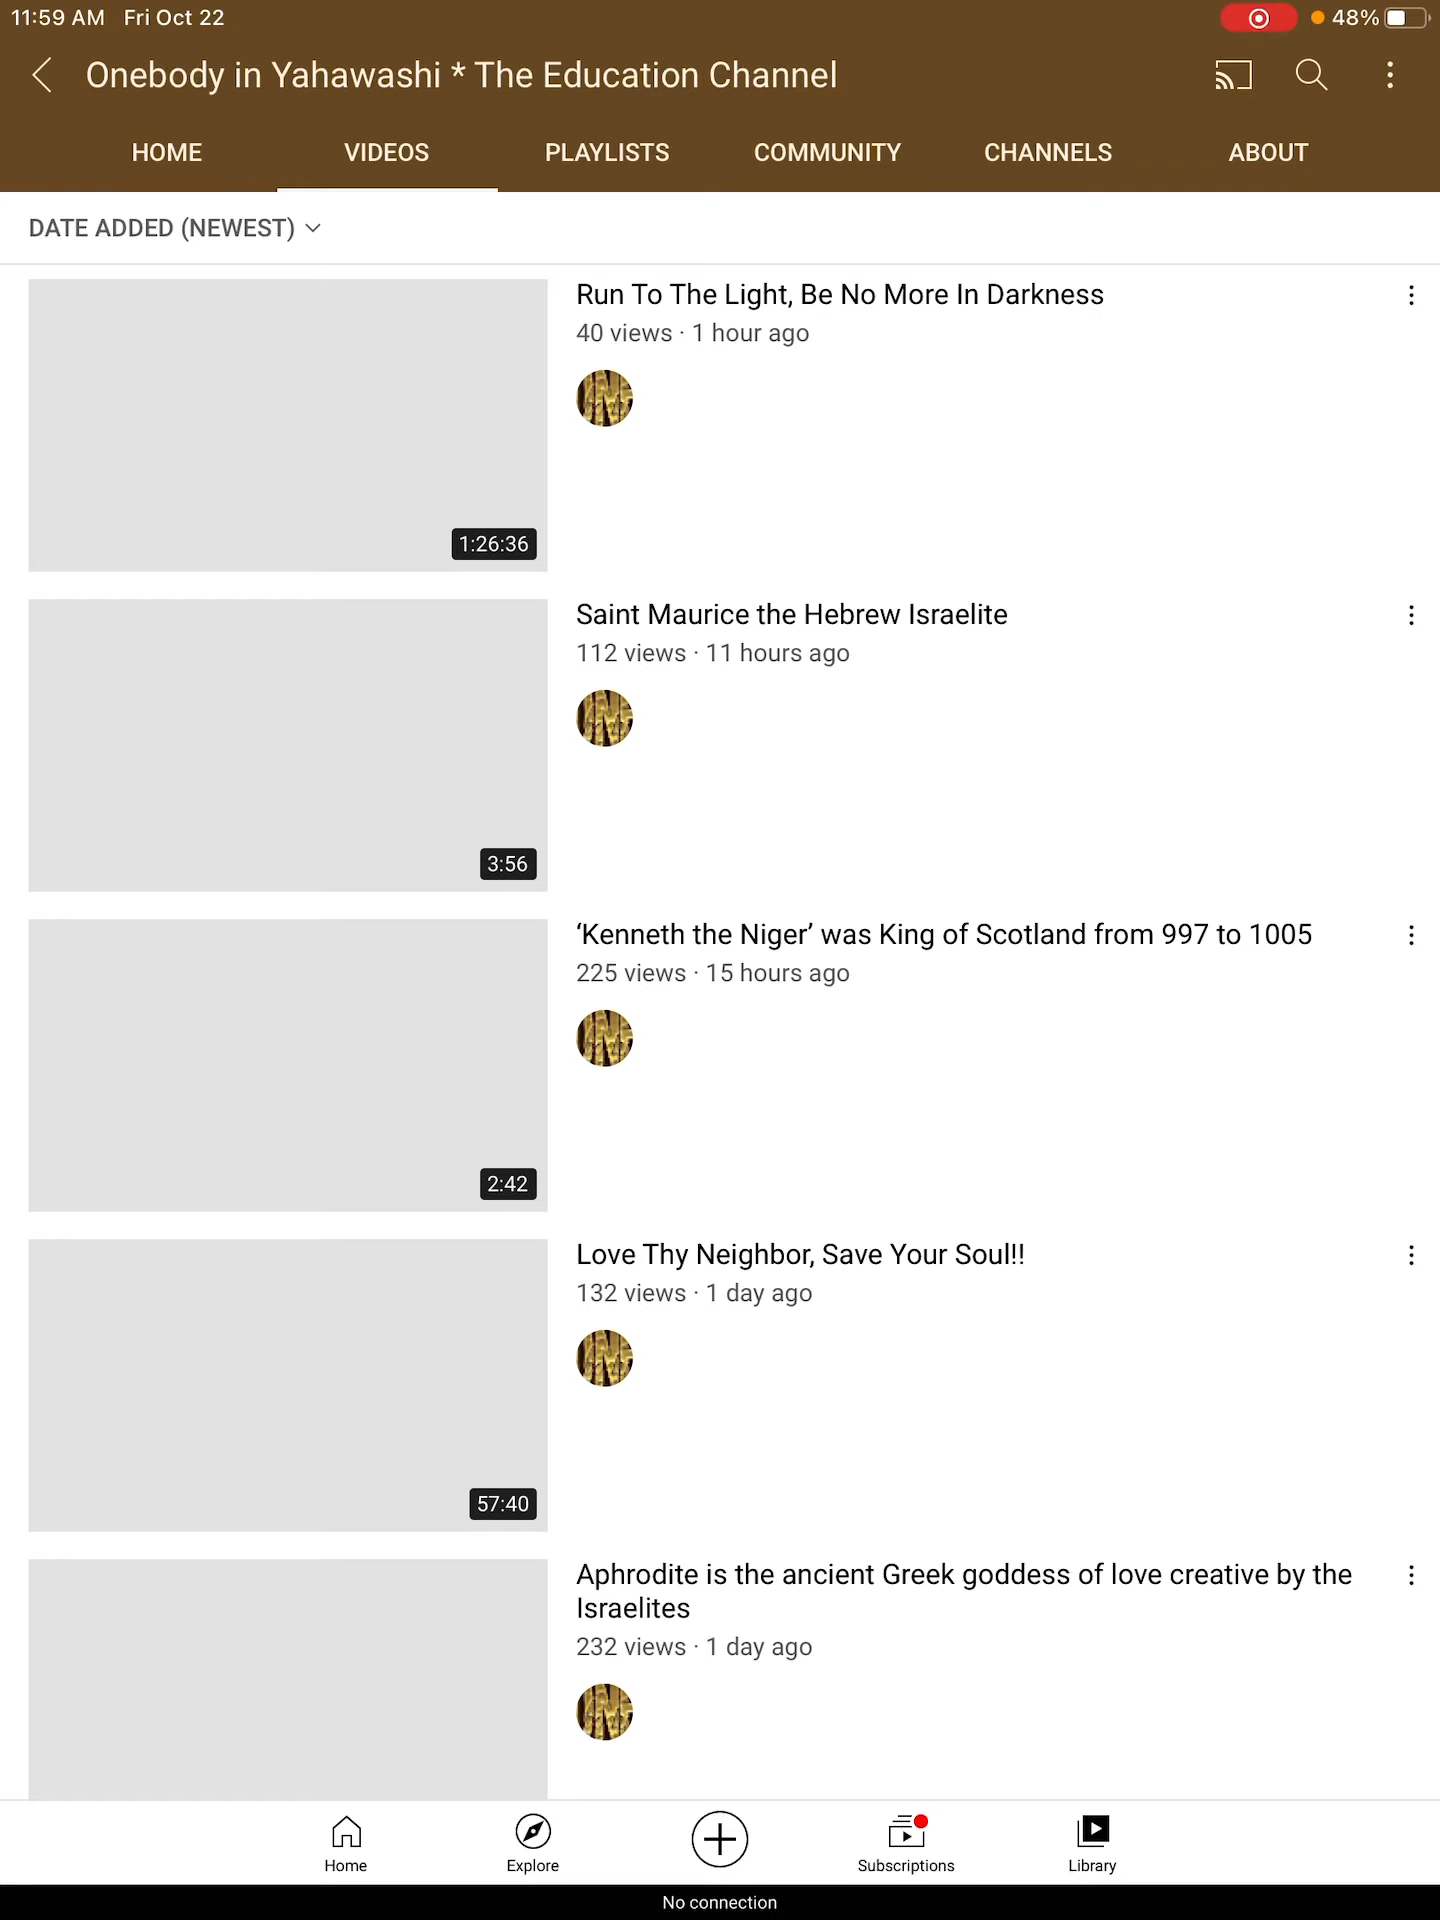 11:59 AM Fri Oct 22
48%
Onebody in Yahawashi * The Education Channel
HOME VIDEOS PLAYLISTS COMMUNITY CHANNELS ABOUT
DATE ADDED (NEWEST)
Run To The Light, Be No More In Darkness
40 views · 1 hour ago
1:26:36
Saint Maurice the Hebrew Israelite
112 views · 11 hours ago
3:56
‘Kenneth the Niger’ was King of Scotland from 997 to 1005
225 views · 15 hours ago
2:42
Love Thy Neighbor, Save Your Soul!!
132 views · 1 day ago
57:40
Aphrodite is the ancient Greek goddess of love creative by the
Israelites
232 views · 1 day ago
Home Explore Subscriptions Library
No connection